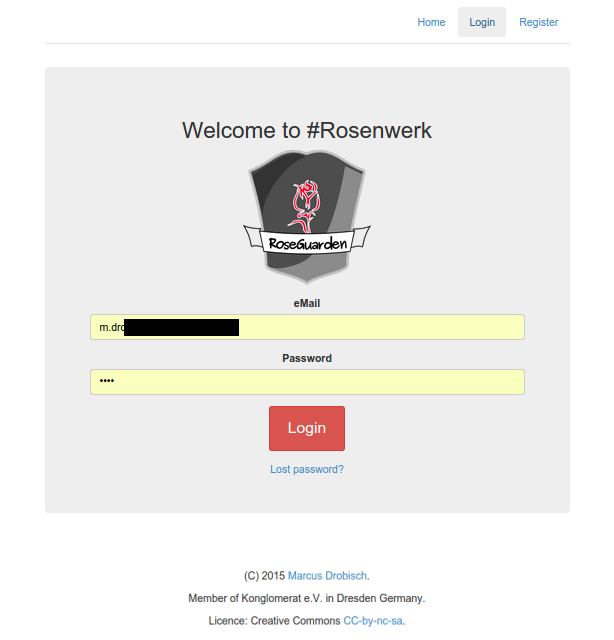 Home Login Register
Welcome to #Rosenwerk
RoseGuarden
eMail
m.dro
Password
••••
Login
Lost password?
(C) 2015 Marcus Drobisch.
Member of Konglomerat e.V. in Dresden Germany.
Licence: Creative Commons CC-by-nc-sa.